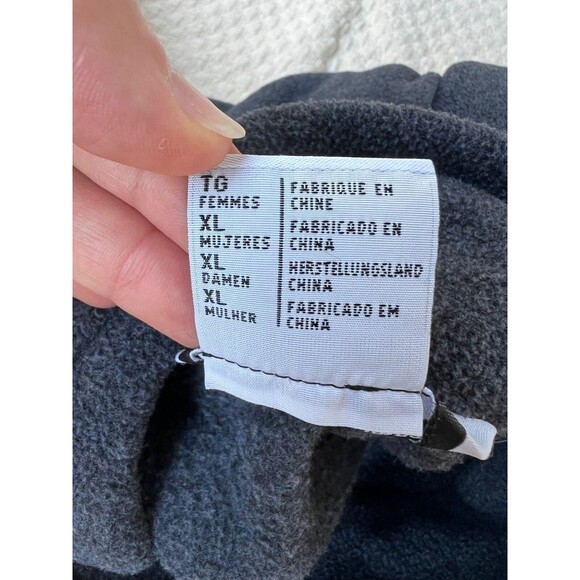 TG
FEMMES
XL
MUJERES
XL
DAMEN
XL
MULHER
FABRIQUE EN
CHINE
FABRICADO EN
CHINA
HERSTELLUNGSLAND
CHINA
FABRICADO EM
CHINA